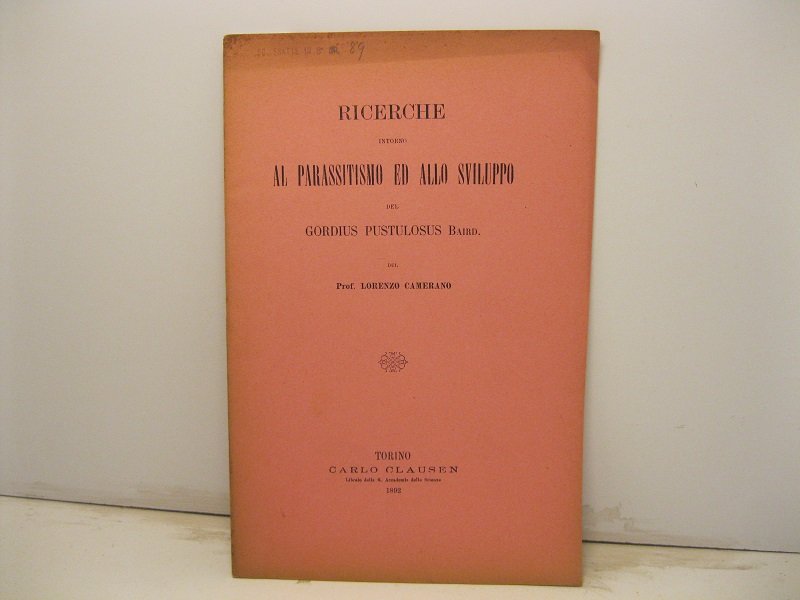 89
RICERCHE
INTORNO
AL PARASSITISMO ED ALLO SVILUPPO
DEL
GORDIUS PUSTULOSUS BAIRD.
DEL
Prof. LORENZO CAMERANO
TORINO
CARLO CLAUSEN
Libraio della R. Accademia delle Scienze
1892